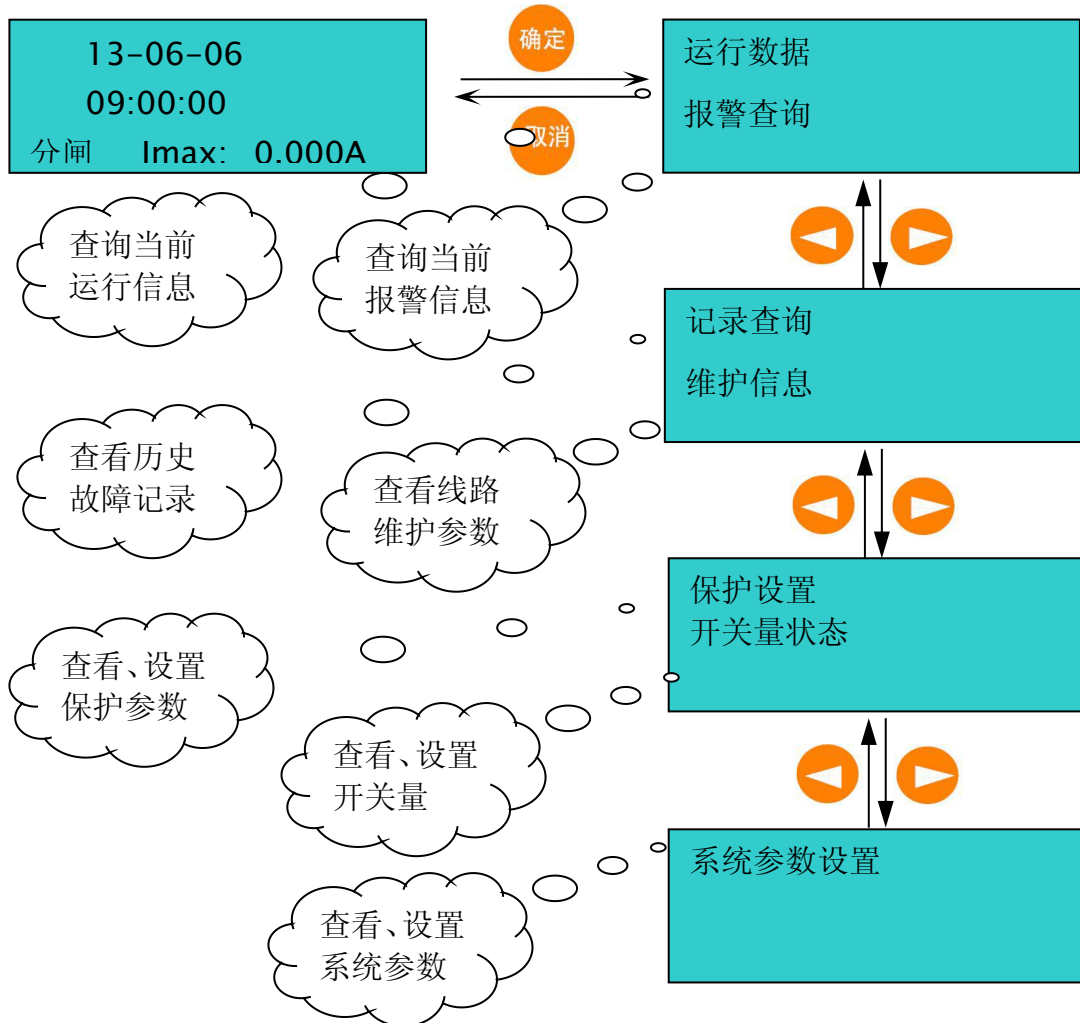 13-06-06
09:00:00
分闸 Imax: 0.000A
确定
取消
运行数据
报警查询
查询当前
运行信息
查询当前
报警信息
记录查询
维护信息
查看历史
故障记录
查看线路
维护参数
保护设置
开关量状态
查看、设置
保护参数
查看、设置
开关量
系统参数设置
查看、设置
系统参数